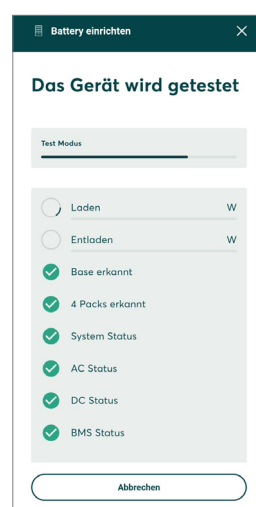 Battery einrichten
Das Gerät wird getestet
Test Modus
Laden W
Entladen W
Base erkannt
4 Packs erkannt
System Status
AC Status
DC Status
BMS Status
Abbrechen